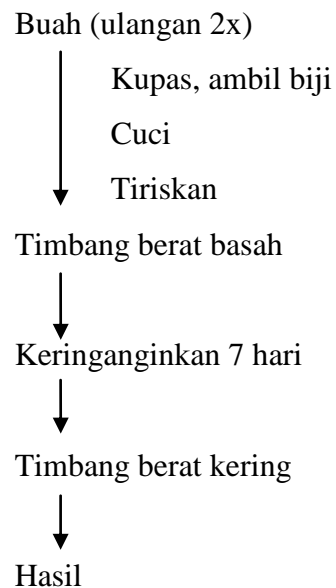 Buah (ulangan 2x)
Kupas, ambil biji
Cuci
Tiriskan
Timbang berat basah
Keringanginkan 7 hari
Timbang berat kering
Hasil